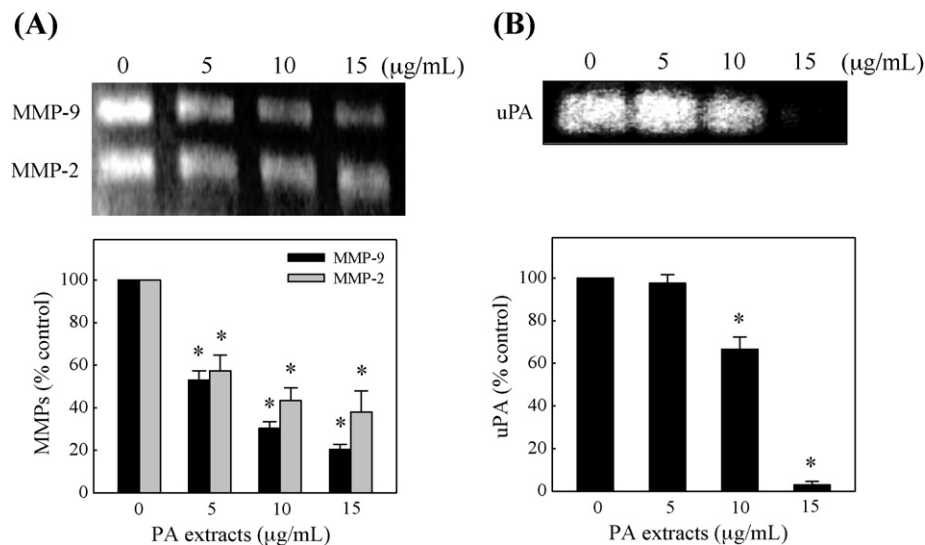 (A)
0 5 10 15 (μg/mL)
MMP-9
MMP-2
MMPs (% control)
100
80
60
40
20
0
MMP-9
MMP-2
* *
* *
* *
0 5 10 15
PA extracts (μg/mL)
(B)
0 5 10 15 (μg/mL)
uPA
uPA (% control)
100
80
60
40
20
0
*
*
0 5 10 15
PA extracts (μg/mL)